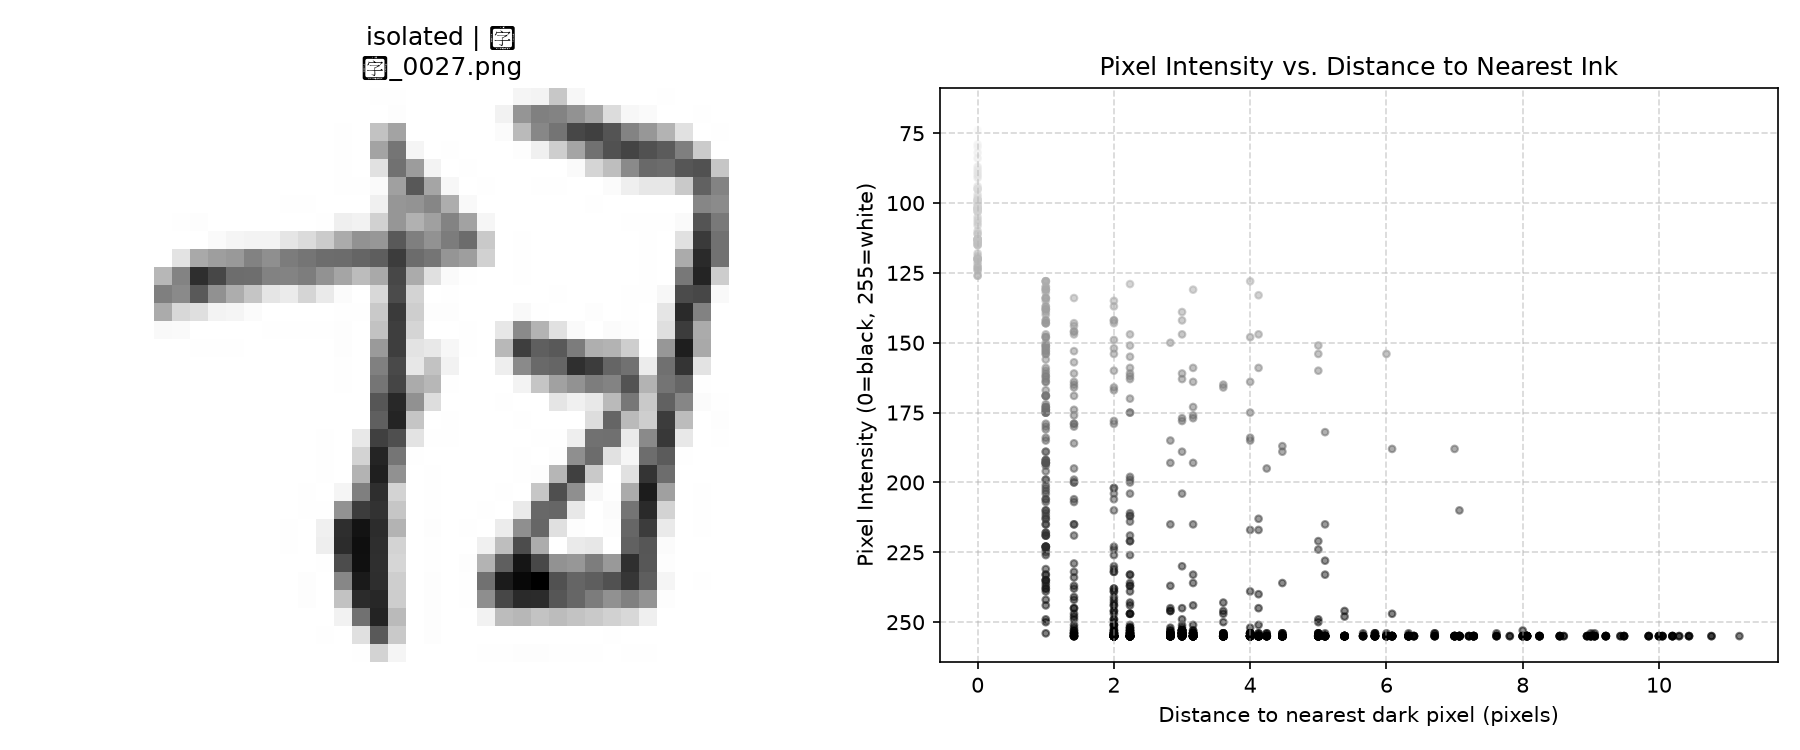 isolated |
_0027.png
Pixel Intensity vs. Distance to Nearest Ink
Pixel Intensity (0=black, 255=white)
75
100
125
150
175
200
225
250
0 2 4 6 8 10
Distance to nearest dark pixel (pixels)